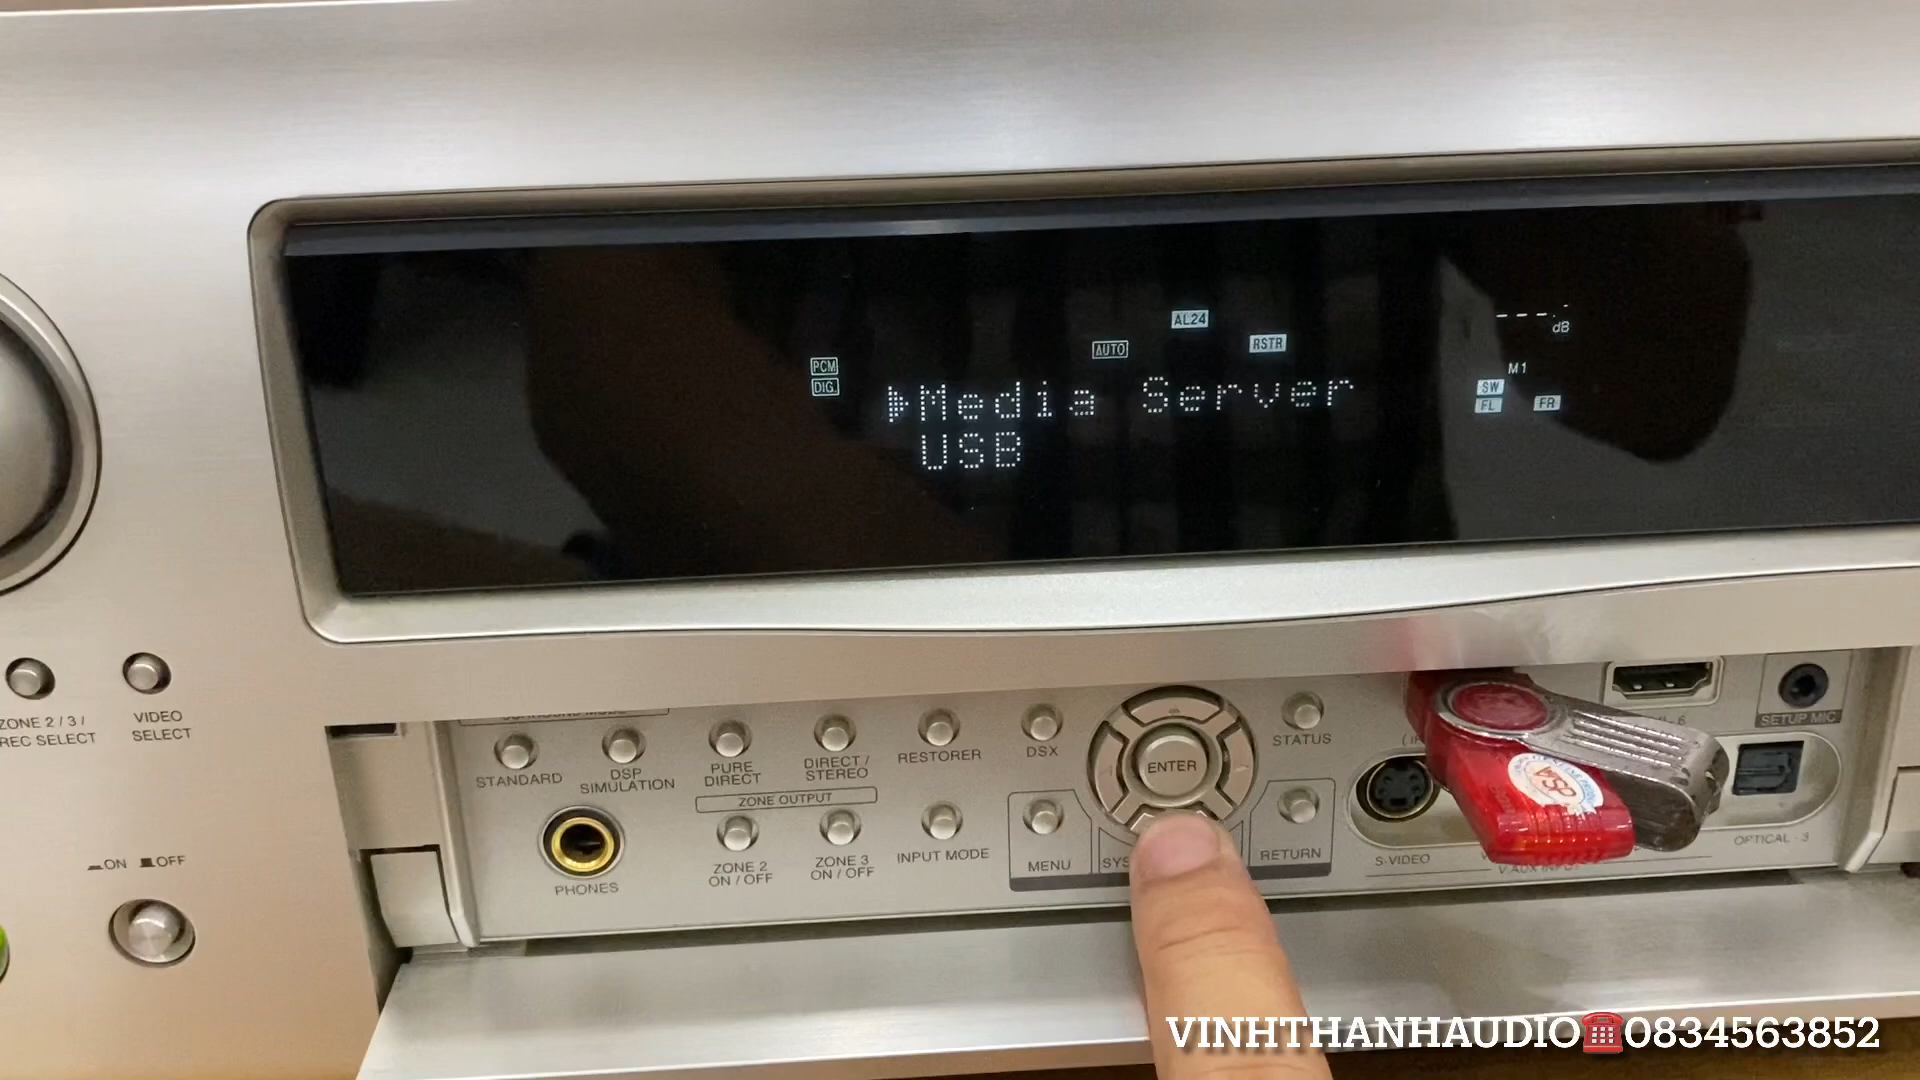 AL24
AUTO
RSTR
dB
PCM
DIG.
Media Server
USB
M1
SW
FL
FR
ZONE 2 / 3 /
REC SELECT
VIDEO
SELECT
ON OFF
STANDARD
DSP
SIMULATION
PURE
DIRECT
DIRECT /
STEREO
RESTORER
DSX
ENTER
STATUS
SETUP MIC
ZONE OUTPUT
ZONE 2
ON / OFF
ZONE 3
ON / OFF
INPUT MODE
MENU
RETURN
PHONES
S-VIDEO
OPTICAL - 3
VINHTHANHAUDIO☎️0834563852